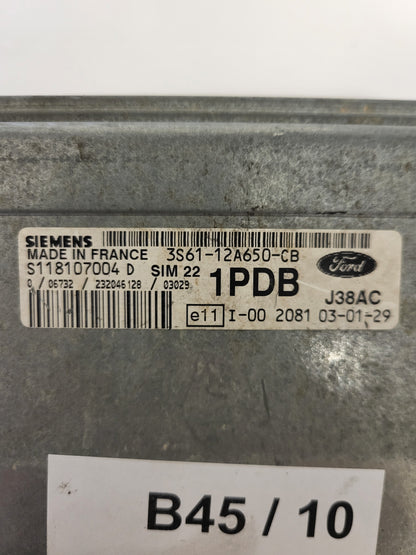 SIEMENS
MADE IN FRANCE 3S61-12A650-CB
S118107004 D SIM 22 1PDB Ford
0 / 06732 / 232046128 / 03029 J38AC
e11 I-00 2081 03-01-29
B45 / 10